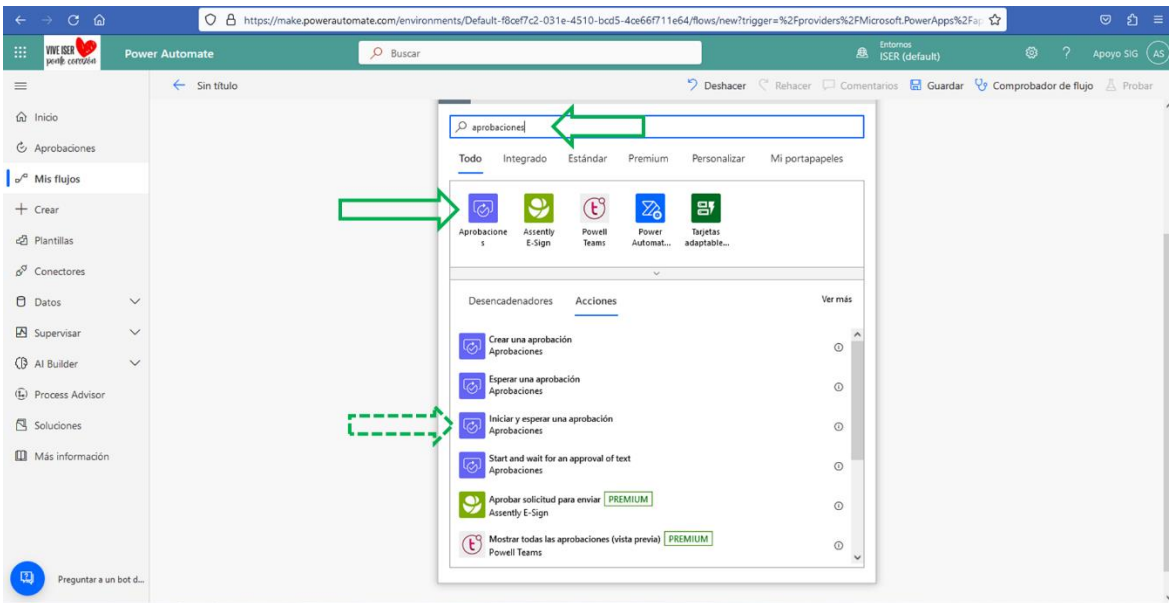 https://make.powerautomate.com/environments/Default-f8cef7c2-031e-4510-bcd5-4ce66f711e64/flows/new?trigger=%2Fproviders%2FMicrosoft.PowerApps%2Fap
VIVE ISER
ponle corazón
Power Automate
Buscar
Entornos
ISER (default)
?
Apoyo SIG
AS
Sin título
Deshacer
Rehacer
Comentarios
Guardar
Comprobador de flujo
Probar
Inicio
Aprobaciones
Mis flujos
Crear
Plantillas
Conectores
Datos
Supervisar
AI Builder
Process Advisor
Soluciones
Más información
Preguntar a un bot d...
aprobaciones
Todo
Integrado
Estándar
Premium
Personalizar
Mi portapapeles
Aprobacione
s
Assently
E-Sign
Powell
Teams
Power
Automat...
Tarjetas
adaptable...
Desencadenadores
Acciones
Ver más
Crear una aprobación
Aprobaciones
Esperar una aprobación
Aprobaciones
Iniciar y esperar una aprobación
Aprobaciones
Start and wait for an approval of text
Aprobaciones
Aprobar solicitud para enviar PREMIUM
Assently E-Sign
Mostrar todas las aprobaciones (vista previa) PREMIUM
Powell Teams